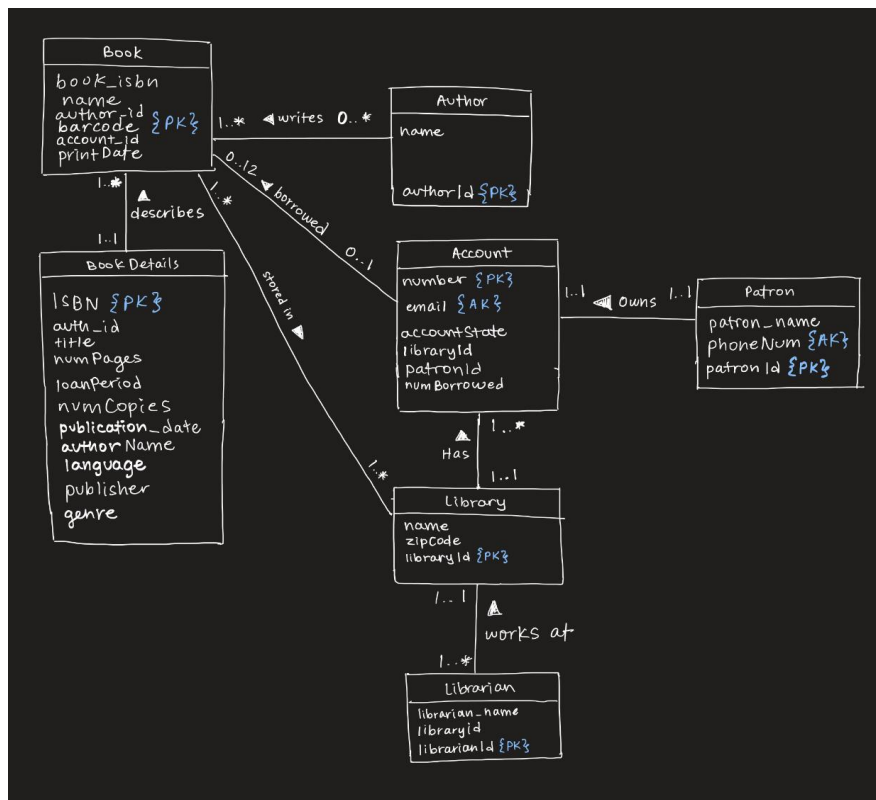 Book
book_isbn
name
author_id
barcode {PK}
account_id
printDate
1..* ◀ writes 0..*
Author
name
authorId {PK}
0..12 ◀ borrowed 0..1
1..* stored in ▶ 1..*
1..*
▲
describes
1..1
Book Details
ISBN {PK}
auth_id
title
numPages
loanPeriod
numCopies
publication_date
authorName
language
publisher
genre
Account
number {PK}
email {AK}
accountState
libraryId
patronId
numBorrowed
1..1 ◀ owns 1..1
Patron
patron_name
phoneNum {AK}
patronId {PK}
1..*
▲
Has
1..1
Library
name
zipCode
libraryId {PK}
1..1
▲
works at
1..*
Librarian
librarian_name
libraryid
librarianId {PK}